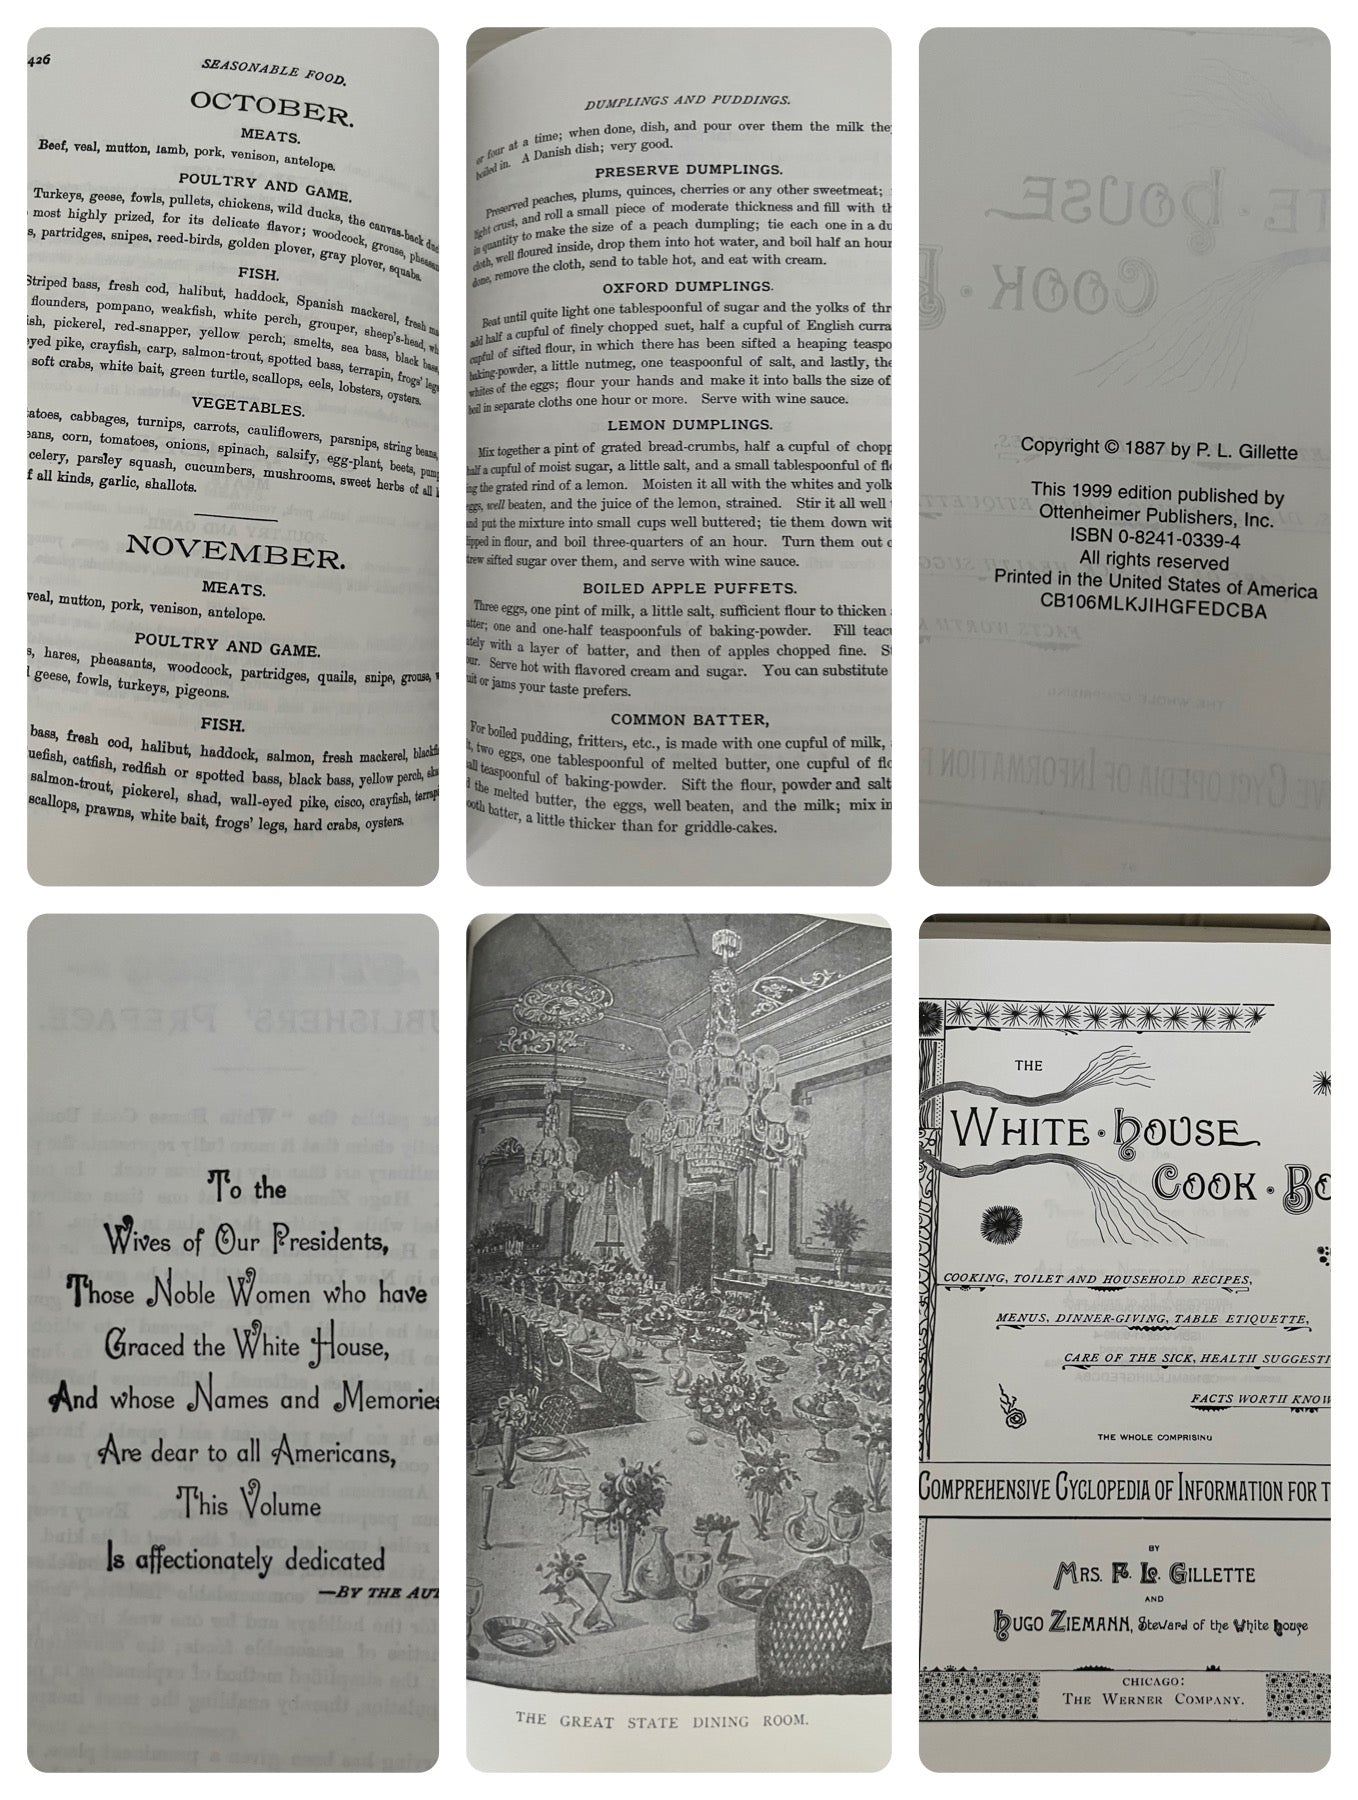 426
SEASONABLE FOOD.
OCTOBER.
MEATS.
Beef, veal, mutton, lamb, pork, venison, antelope.
POULTRY AND GAME.
Turkeys, geese, fowls, pullets, chickens, wild ducks, the canvas-back
most highly prized, for its delicate flavor; woodcock, grouse,
partridges, snipes, reed-birds, golden plover, gray plover, squabs.
FISH.
Striped bass, fresh cod, halibut, haddock, Spanish mackerel, fresh
flounders, pompano, weakfish, white perch, grouper, sheep's-head,
pickerel, red-snapper, yellow perch; smelts, sea bass, black bass,
pike, crayfish, carp, salmon-trout, spotted bass, terrapin, frogs' legs
soft crabs, white bait, green turtle, scallops, eels, lobsters, oysters.
VEGETABLES.
cabbages, turnips, carrots, cauliflowers, parsnips, string beans,
corn, tomatoes, onions, spinach, salsify, egg-plant, beets,
celery, parsley squash, cucumbers, mushrooms, sweet herbs of all
all kinds, garlic, shallots.
NOVEMBER.
MEATS.
veal, mutton, pork, venison, antelope.
POULTRY AND GAME.
hares, pheasants, woodcock, partridges, quails, snipe, grouse,
geese, fowls, turkeys, pigeons.
FISH.
bass, fresh cod, halibut, haddock, salmon, fresh mackerel,
catfish, redfish or spotted bass, black bass, yellow perch,
salmon-trout, pickerel, shad, wall-eyed pike, cisco, crayfish,
scallops, prawns, white bait, frogs' legs, hard crabs, oysters.
DUMPLINGS AND PUDDINGS.
or four at a time; when done, dish, and pour over them the milk
boiled in. A Danish dish; very good.
PRESERVE DUMPLINGS.
Preserved peaches, plums, quinces, cherries or any other sweetmeat;
light crust, and roll a small piece of moderate thickness and fill with
in quantity to make the size of a peach dumpling; tie each one in a
cloth, well floured inside, drop them into hot water, and boil half an hour
done, remove the cloth, send to table hot, and eat with cream.
OXFORD DUMPLINGS.
Beat until quite light one tablespoonful of sugar and the yolks of
add half a cupful of finely chopped suet, half a cupful of English
cupful of sifted flour, in which there has been sifted a heaping
baking-powder, a little nutmeg, one teaspoonful of salt, and lastly, the
whites of the eggs; flour your hands and make it into balls the size of
boil in separate cloths one hour or more. Serve with wine sauce.
LEMON DUMPLINGS.
Mix together a pint of grated bread-crumbs, half a cupful of
half a cupful of moist sugar, a little salt, and a small tablespoonful of
the grated rind of a lemon. Moisten it all with the whites and
eggs, well beaten, and the juice of the lemon, strained. Stir it all well
and put the mixture into small cups well buttered; tie them down
in flour, and boil three-quarters of an hour. Turn them out
sifted sugar over them, and serve with wine sauce.
BOILED APPLE PUFFETS.
Three eggs, one pint of milk, a little salt, sufficient flour to thicken
one and one-half teaspoonfuls of baking-powder. Fill
with a layer of batter, and then of apples chopped fine.
Serve hot with flavored cream and sugar. You can substitute
or jams your taste prefers.
COMMON BATTER,
For boiled pudding, fritters, etc., is made with one cupful of milk,
two eggs, one tablespoonful of melted butter, one cupful of
teaspoonful of baking-powder. Sift the flour, powder and salt
the melted butter, the eggs, well beaten, and the milk; mix
batter, a little thicker than for griddle-cakes.
Copyright © 1887 by P. L. Gillette
This 1999 edition published by
Ottenheimer Publishers, Inc.
ISBN 0-8241-0339-4
All rights reserved
Printed in the United States of America
CB106MLKJIHGFEDCBA
To the
Wives of Our Presidents,
Those Noble Women who have
Graced the White House,
And whose Names and Memories
Are dear to all Americans,
This Volume
Is affectionately dedicated
—BY THE
THE GREAT STATE DINING ROOM.
THE
WHITE·HOUSE
COOK·BO
COOKING, TOILET AND HOUSEHOLD RECIPES,
MENUS, DINNER-GIVING, TABLE ETIQUETTE,
CARE OF THE SICK, HEALTH SUGGESTI
FACTS WORTH KNOW
THE WHOLE COMPRISING
COMPREHENSIVE CYCLOPEDIA OF INFORMATION FOR T
BY
MRS. F. L. GILLETTE
AND
HUGO ZIEMANN, Steward of the White House
CHICAGO:
THE WERNER COMPANY.